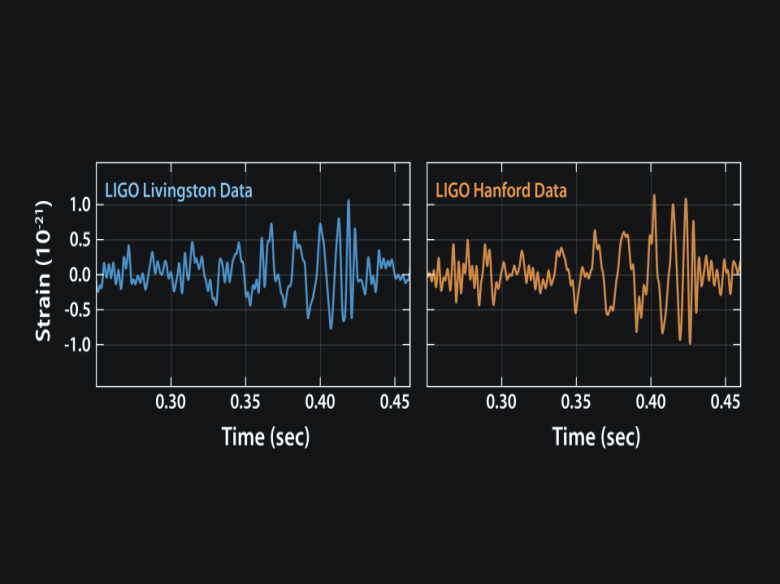 LIGO Livingston Data
LIGO Hanford Data
Strain (10⁻²¹)
1.0
0.5
0.0
-0.5
-1.0
0.30 0.35 0.40 0.45
0.30 0.35 0.40 0.45
Time (sec)
Time (sec)